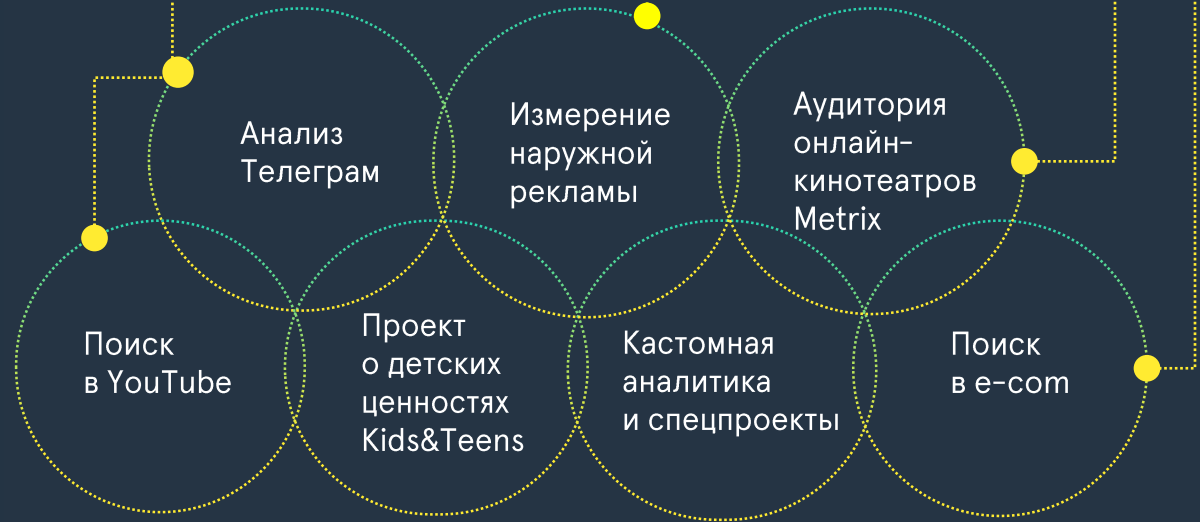 Анализ
Телеграм
Измерение
наружной
рекламы
Аудитория
онлайн-
кинотеатров
Metrix
Поиск
в YouTube
Проект
о детских
ценностях
Kids&Teens
Кастомная
аналитика
и спецпроекты
Поиск
в e-com